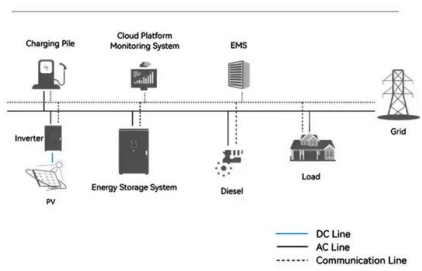 Charging Pile
Cloud Platform
Monitoring System
EMS
Grid
Inverter
PV
Energy Storage System
Diesel
Load
DC Line
AC Line
Communication Line